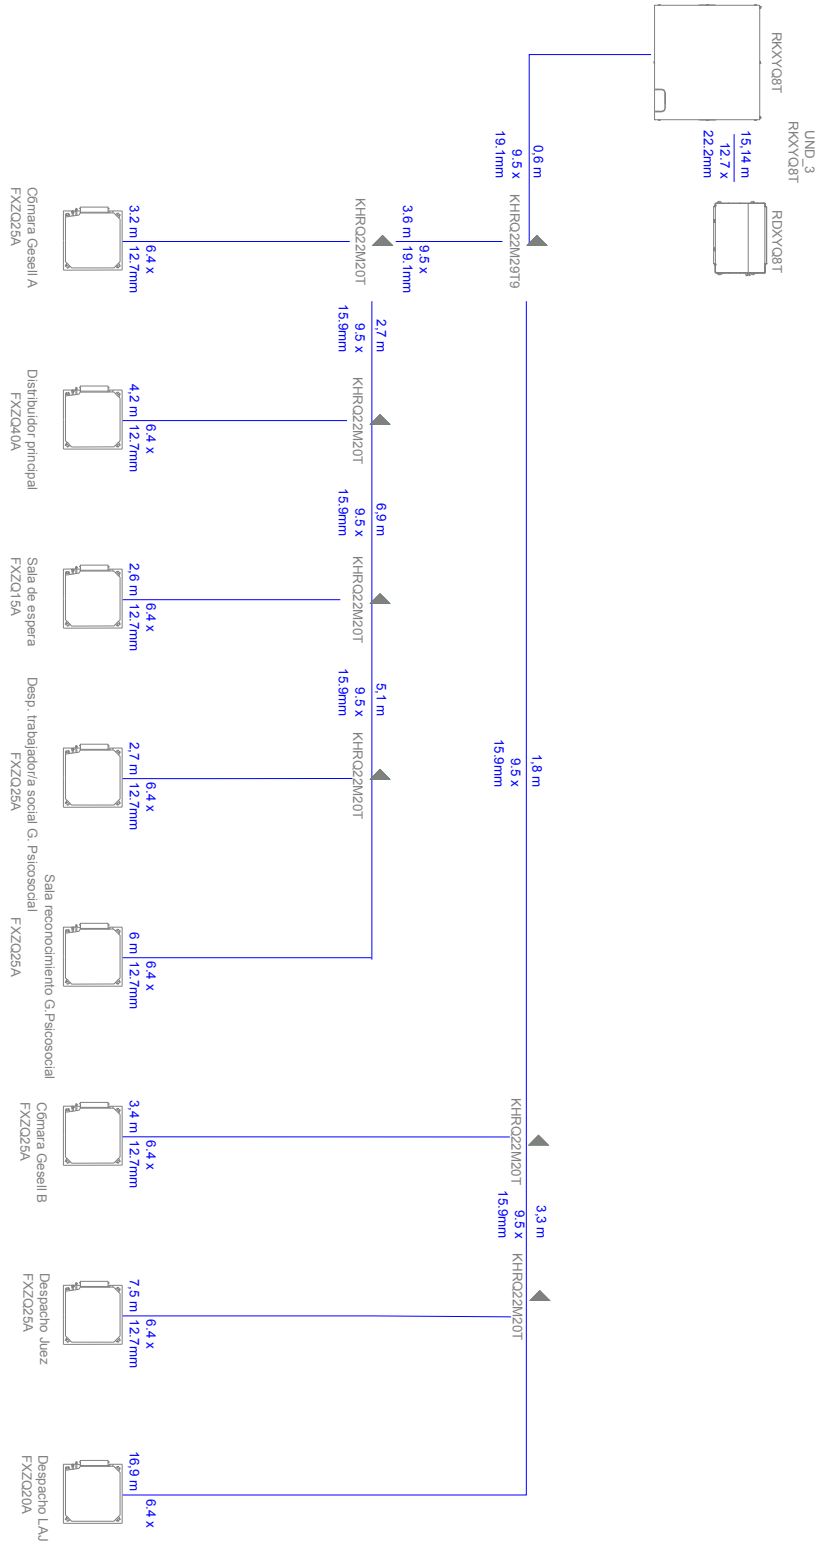 RKXYQ8T
UND_3
RKXYQ8T
15,14 m
12.7 x
22.2mm
RDXYQ8T
0,6 m
9.5 x
19.1mm
KHRQ22M29T9
3,6 m
9.5 x
19.1mm
KHRQ22M20T
3,2 m
6.4 x
12.7mm
Cбmara Gesell A
FXZQ25A
2,7 m
9.5 x
15.9mm
KHRQ22M20T
4,2 m
6.4 x
12.7mm
Distribuidor principal
FXZQ40A
6,9 m
9.5 x
15.9mm
KHRQ22M20T
2,6 m
6.4 x
12.7mm
Sala de espera
FXZQ15A
5,1 m
9.5 x
15.9mm
KHRQ22M20T
2,7 m
6.4 x
12.7mm
Desp. trabajador/a social G. Psicosocial
FXZQ25A
6 m
6.4 x
12.7mm
Sala reconocimiento G.Psicosocial
FXZQ25A
1,8 m
9.5 x
15.9mm
KHRQ22M20T
3,4 m
6.4 x
12.7mm
Cбmara Gesell B
FXZQ25A
3,3 m
9.5 x
15.9mm
KHRQ22M20T
7,5 m
6.4 x
12.7mm
Despacho Juez
FXZQ25A
16,9 m
6.4 x
Despacho LAJ
FXZQ20A